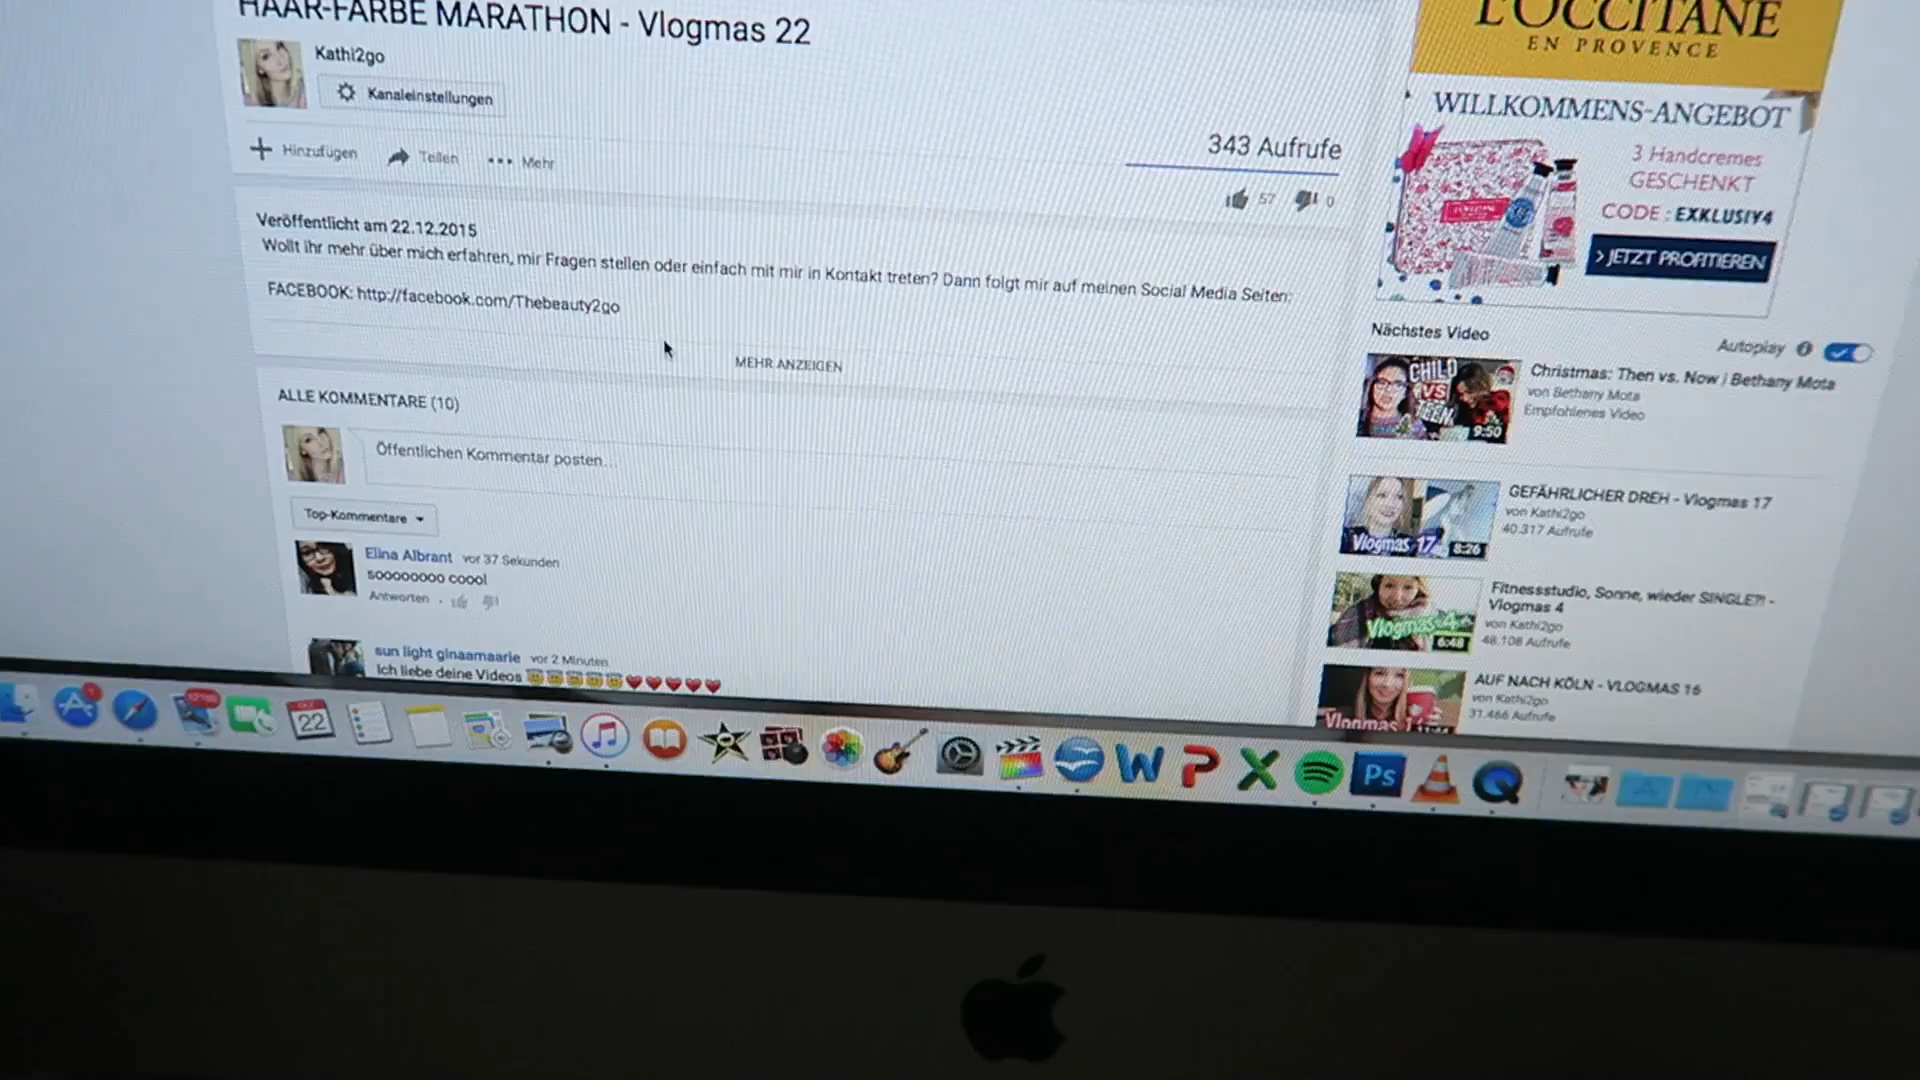 HAAR-FARBE MARATHON - Vlogmas 22
Kathi2go
Kanaleinstellungen
Hinzufügen
Teilen
Mehr
343 Aufrufe
57
0
Veröffentlicht am 22.12.2015
Wollt ihr mehr über mich erfahren, mir Fragen stellen oder einfach mit mir in Kontakt treten? Dann folgt mir auf meinen Social Media Seiten:
FACEBOOK: http://facebook.com/Thebeauty2go
MEHR ANZEIGEN
ALLE KOMMENTARE (10)
Öffentlichen Kommentar posten...
Top-Kommentare
Elina Albrant vor 37 Sekunden
sooooooooo coool
Antworten
sun light ginaamaarie vor 2 Minuten
Ich liebe deine Videos 😇😇😇😇😇❤❤❤❤❤
L'OCCITANE
EN PROVENCE
WILLKOMMENS-ANGEBOT
3 Handcremes
GESCHENKT
CODE : EXKLUSIV4
> JETZT PROFITIEREN
Nächstes Video
Autoplay
CHILD
VS
TEEN
9:50
Christmas: Then vs. Now / Bethany Mota
von Bethany Mota
Empfohlenes Video
Vlogmas 17
8:26
GEFÄHRLICHER DREH - Vlogmas 17
von Kathi2go
40.317 Aufrufe
Vlogmas 4
6:48
Fitnessstudio, Sonne, wieder SINGLE?! -
Vlogmas 4
von Kathi2go
48.108 Aufrufe
Vlogmas
AUF NACH KÖLN - VLOGMAS 16
von Kathi2go
31.466 Aufrufe
22
W
P
X
Ps